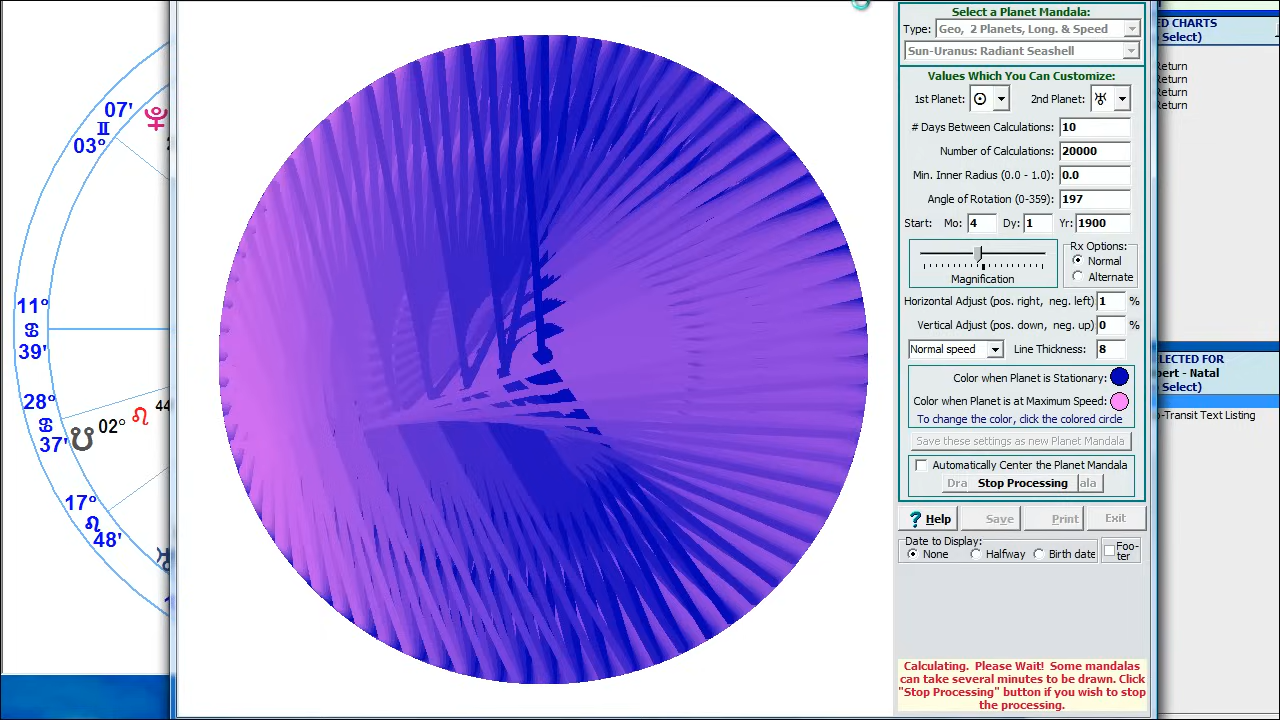 Select a Planet Mandala:
Type: Geo, 2 Planets, Long. & Speed
Sun-Uranus: Radiant Seashell
Values Which You Can Customize:
1st Planet: ☉ 2nd Planet: ♅
# Days Between Calculations: 10
Number of Calculations: 20000
Min. Inner Radius (0.0 - 1.0): 0.0
Angle of Rotation (0-359): 197
Start: Mo: 4 Dy: 1 Yr: 1900
Rx Options:
Normal
Alternate
Magnification
Horizontal Adjust (pos. right, neg. left) 1 %
Vertical Adjust (pos. down, neg. up) 0 %
Normal speed Line Thickness: 8
Color when Planet is Stationary:
Color when Planet is at Maximum Speed:
To change the color, click the colored circle
Save these settings as new Planet Mandala
Automatically Center the Planet Mandala
Dra Stop Processing ala
? Help Save Print Exit
Date to Display:
None Halfway Birth date
Foo-
ter
Calculating. Please Wait! Some mandalas
can take several minutes to be drawn. Click
"Stop Processing" button if you wish to stop
the processing.
07'
♊
03°
♇
11°
♋
39'
28°
♋
37'
☋ 02° ♌ 44
17°
♌
48'
ED CHARTS
Select)
Return
Return
Return
Return
LECTED FOR
pert - Natal
Select)
-Transit Text Listing